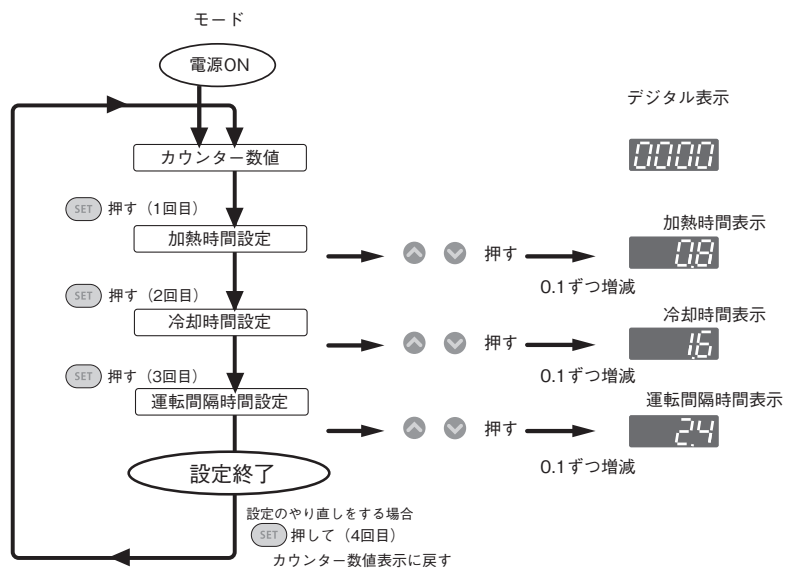 モード
電源ON
デジタル表示
カウンター数値
0000
SET 押す（1回目）
加熱時間設定
押す
0.1ずつ増減
加熱時間表示
0.8
SET 押す（2回目）
冷却時間設定
押す
0.1ずつ増減
冷却時間表示
1.6
SET 押す（3回目）
運転間隔時間設定
押す
0.1ずつ増減
運転間隔時間表示
2.4
設定終了
設定のやり直しをする場合
SET 押して（4回目）
カウンター数値表示に戻す